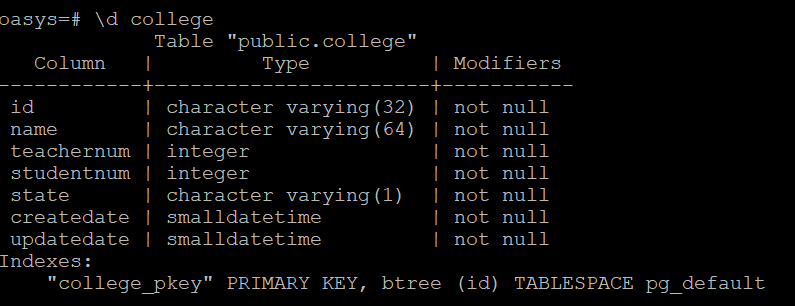 oasys=# \d college
            Table "public.college"
   Column   |         Type          | Modifiers
------------+-----------------------+-----------
 id         | character varying(32) | not null
 name       | character varying(64) | not null
 teachernum | integer               | not null
 studentnum | integer               | not null
 state      | character varying(1)  | not null
 createdate | smalldatetime         | not null
 updatedate | smalldatetime         | not null
Indexes:
    "college_pkey" PRIMARY KEY, btree (id) TABLESPACE pg_default